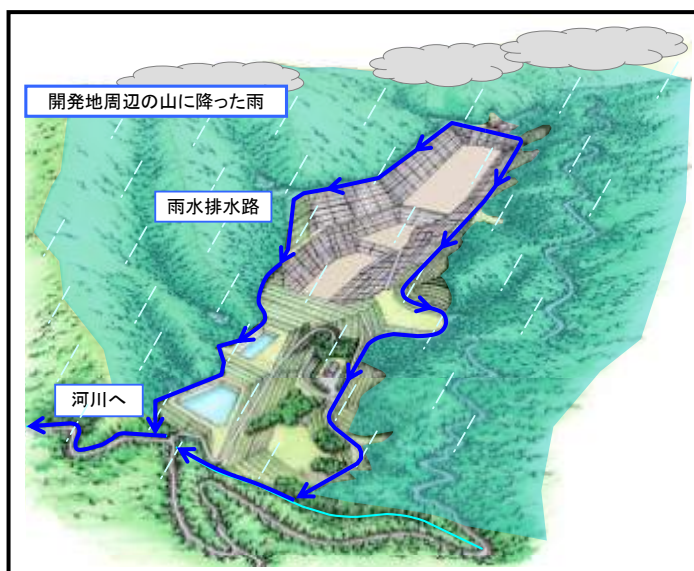 開発地周辺の山に降った雨
雨水排水路
河川へ